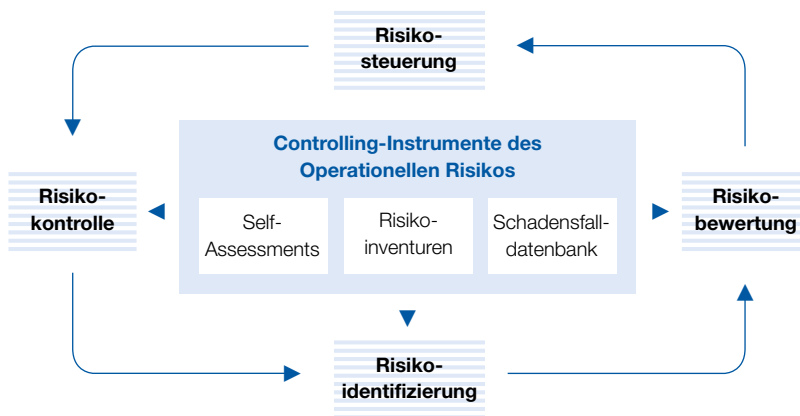 Risiko-
steuerung
Controlling-Instrumente des
Operationellen Risikos
Risiko-
kontrolle
Self-
Assessments
Risiko-
inventuren
Schadensfall-
datenbank
Risiko-
bewertung
Risiko-
identifizierung